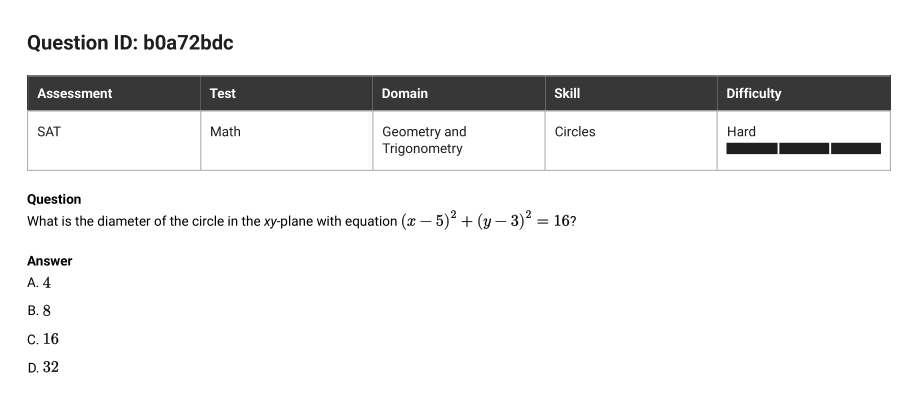 Question ID: b0a72bdc
Assessment Test Domain Skill Difficulty
SAT Math Geometry and Circles Hard
Trigonometry
Question
What is the diameter of the circle in the xy-plane with equation (x − 5)² + (y − 3)² = 16?
Answer
A. 4
B. 8
C. 16
D. 32